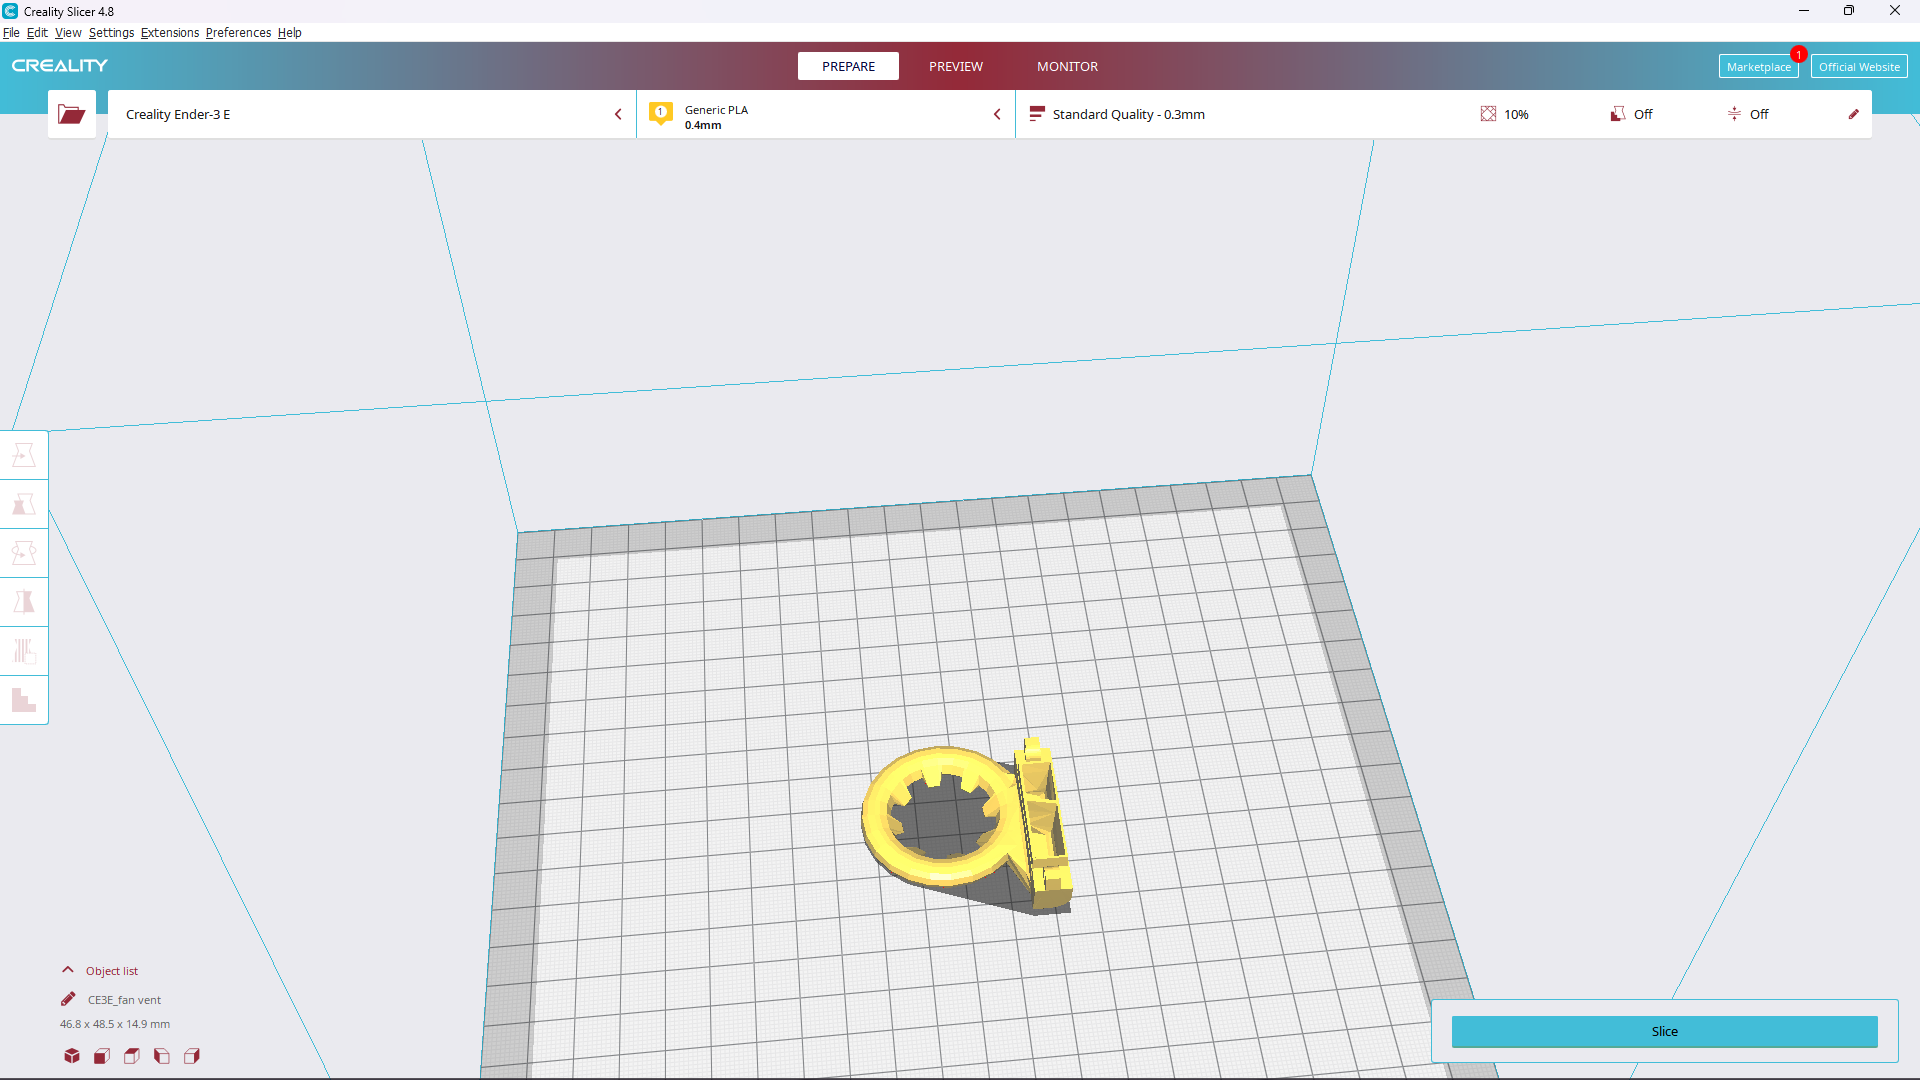 Creality Slicer 4.8
File Edit View Settings Extensions Preferences Help
CREALITY
PREPARE
PREVIEW
MONITOR
Marketplace
1
Official Website
Creality Ender-3 E
1
Generic PLA
0.4mm
Standard Quality - 0.3mm
10%
Off
Off
Object list
CE3E_fan vent
46.8 x 48.5 x 14.9 mm
Slice